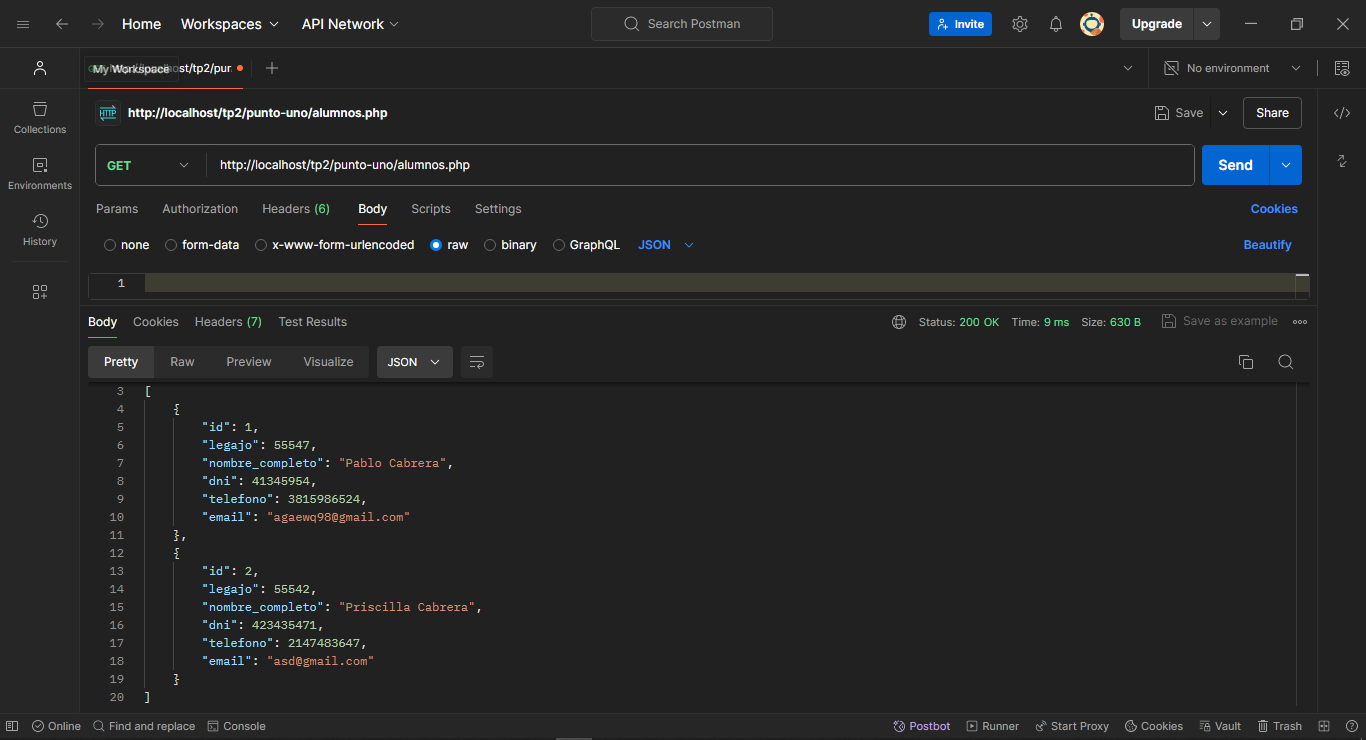 Home Workspaces API Network Search Postman Invite Upgrade
My Workspace st/tp2/pur No environment
HTTP http://localhost/tp2/punto-uno/alumnos.php Save Share
Collections
GET http://localhost/tp2/punto-uno/alumnos.php Send
Environments
Params Authorization Headers (6) Body Scripts Settings Cookies
History
none form-data x-www-form-urlencoded raw binary GraphQL JSON Beautify
1
Body Cookies Headers (7) Test Results Status: 200 OK Time: 9 ms Size: 630 B Save as example
Pretty Raw Preview Visualize JSON
3 [
4 {
5 "id": 1,
6 "legajo": 55547,
7 "nombre_completo": "Pablo Cabrera",
8 "dni": 41345954,
9 "telefono": 3815986524,
10 "email": "agaewq98@gmail.com"
11 },
12 {
13 "id": 2,
14 "legajo": 55542,
15 "nombre_completo": "Priscilla Cabrera",
16 "dni": 423435471,
17 "telefono": 2147483647,
18 "email": "asd@gmail.com"
19 }
20 ]
Online Find and replace Console Postbot Runner Start Proxy Cookies Vault Trash